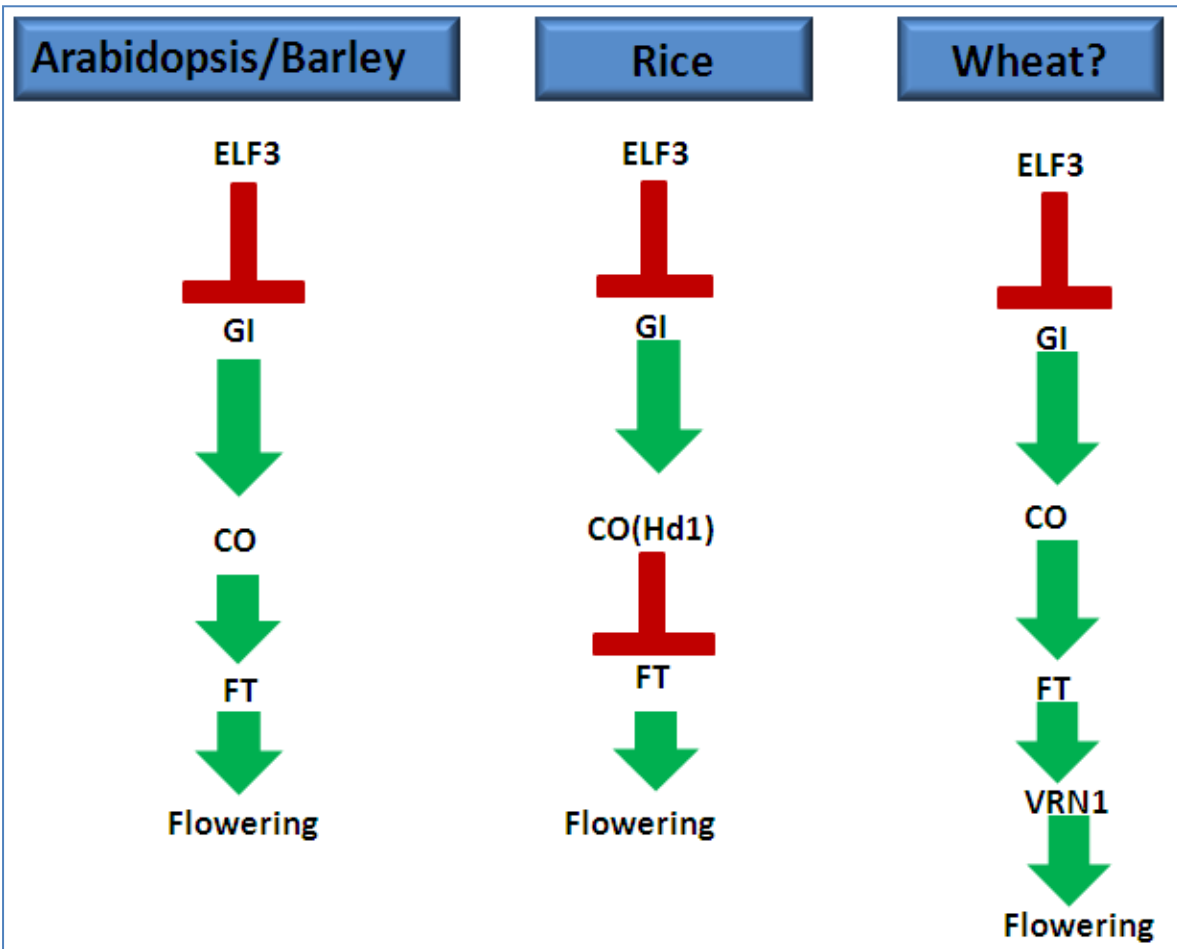 Arabidopsis/Barley
ELF3
GI
CO
FT
Flowering
Rice
ELF3
GI
CO(Hd1)
FT
Flowering
Wheat?
ELF3
GI
CO
FT
VRN1
Flowering